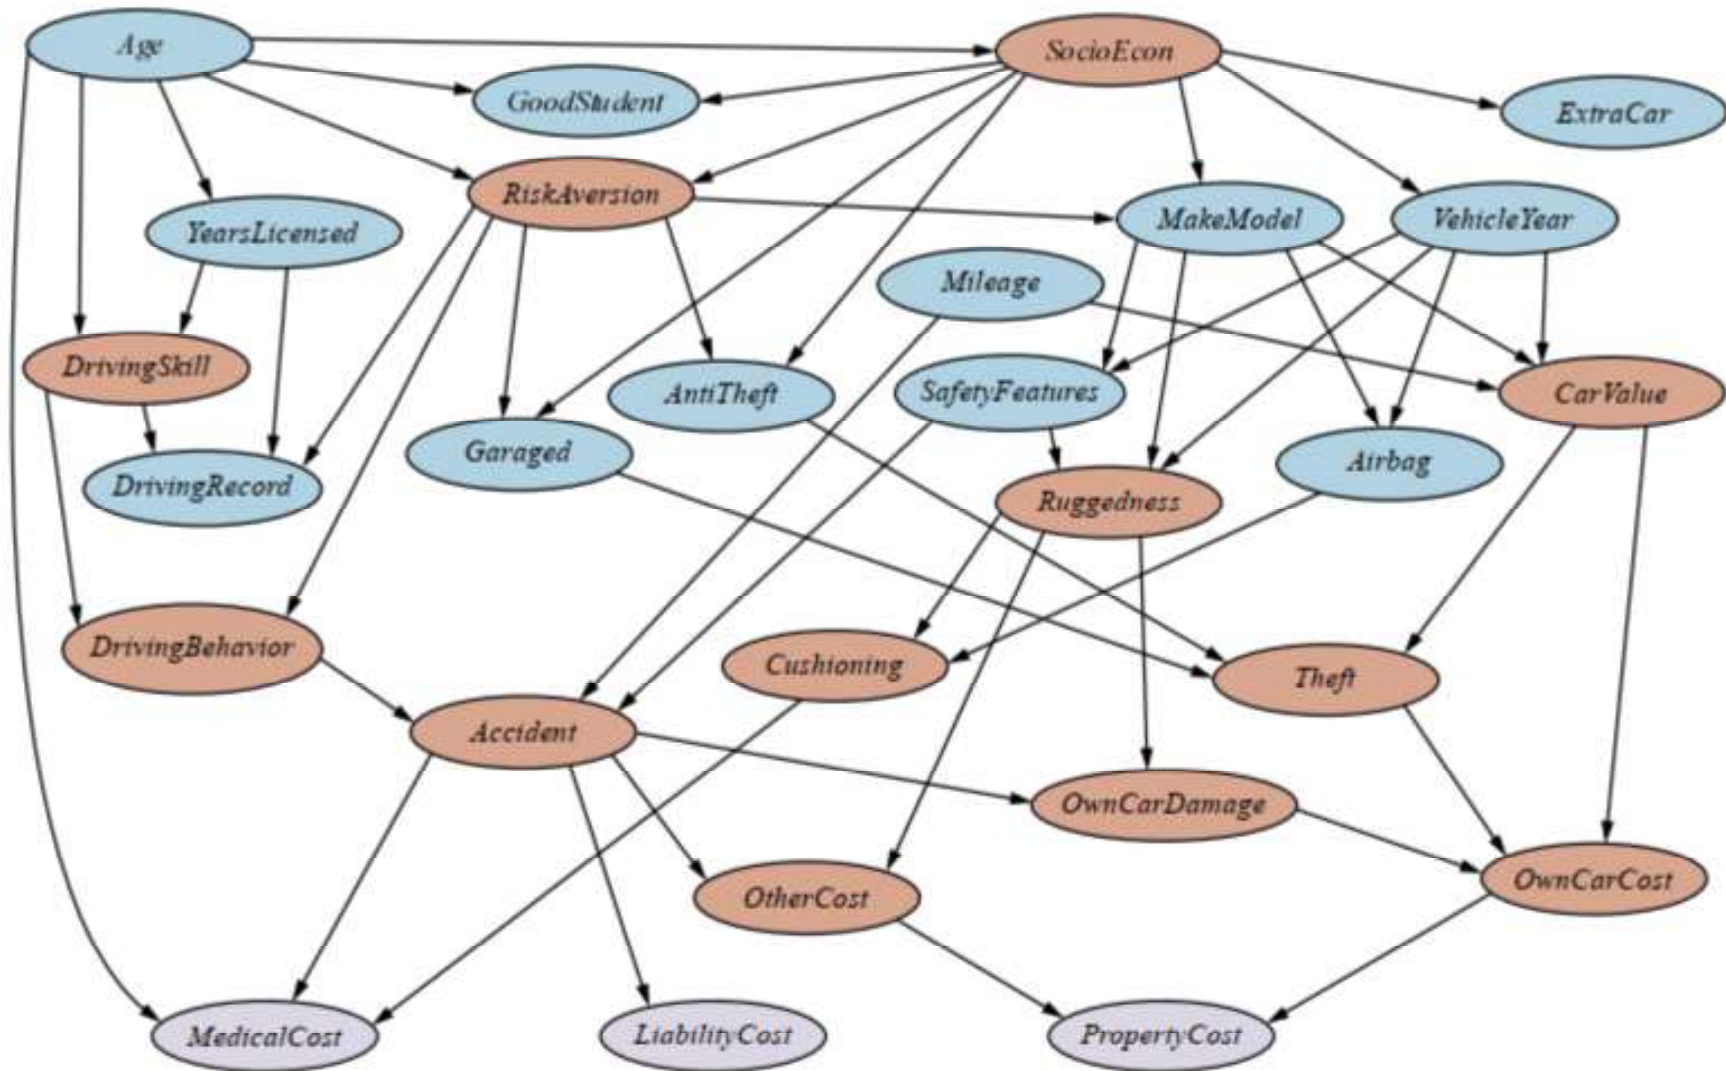 Age
SocioEcon
GoodStudent
ExtraCar
RiskAversion
YearsLicensed
MakeModel
VehicleYear
Mileage
DrivingSkill
AntiTheft
SafetyFeatures
CarValue
Garaged
Airbag
DrivingRecord
Ruggedness
DrivingBehavior
Cushioning
Theft
Accident
OwnCarDamage
OtherCost
OwnCarCost
MedicalCost
LiabilityCost
PropertyCost